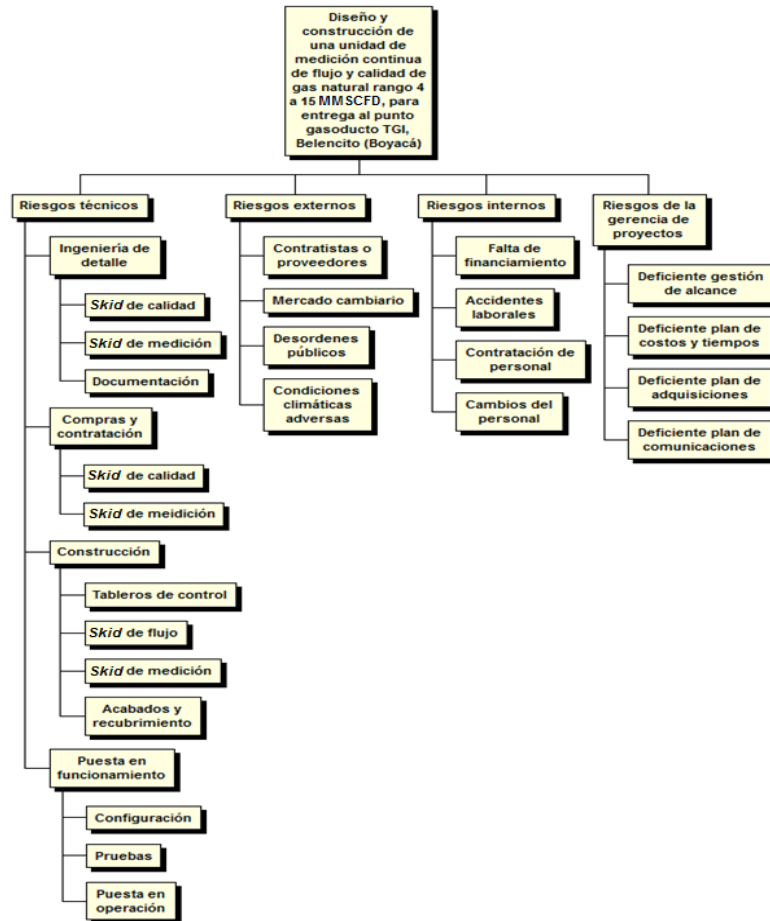 Diseño y
construcción de
una unidad de
medición continua
de flujo y calidad de
gas natural rango 4
a 15 MMSCFD, para
entrega al punto
gasoducto TGI,
Belencito (Boyacá)
Riesgos técnicos
Ingeniería de
detalle
Skid de calidad
Skid de medición
Documentación
Compras y
contratación
Skid de calidad
Skid de meidición
Construcción
Tableros de control
Skid de flujo
Skid de medición
Acabados y
recubrimiento
Puesta en
funcionamiento
Configuración
Pruebas
Puesta en
operación
Riesgos externos
Contratistas o
proveedores
Mercado cambiario
Desordenes
públicos
Condiciones
climáticas
adversas
Riesgos internos
Falta de
financiamiento
Accidentes
laborales
Contratación de
personal
Cambios del
personal
Riesgos de la
gerencia de
proyectos
Deficiente gestión
de alcance
Deficiente plan de
costos y tiempos
Deficiente plan de
adquisiciones
Deficiente plan de
comunicaciones